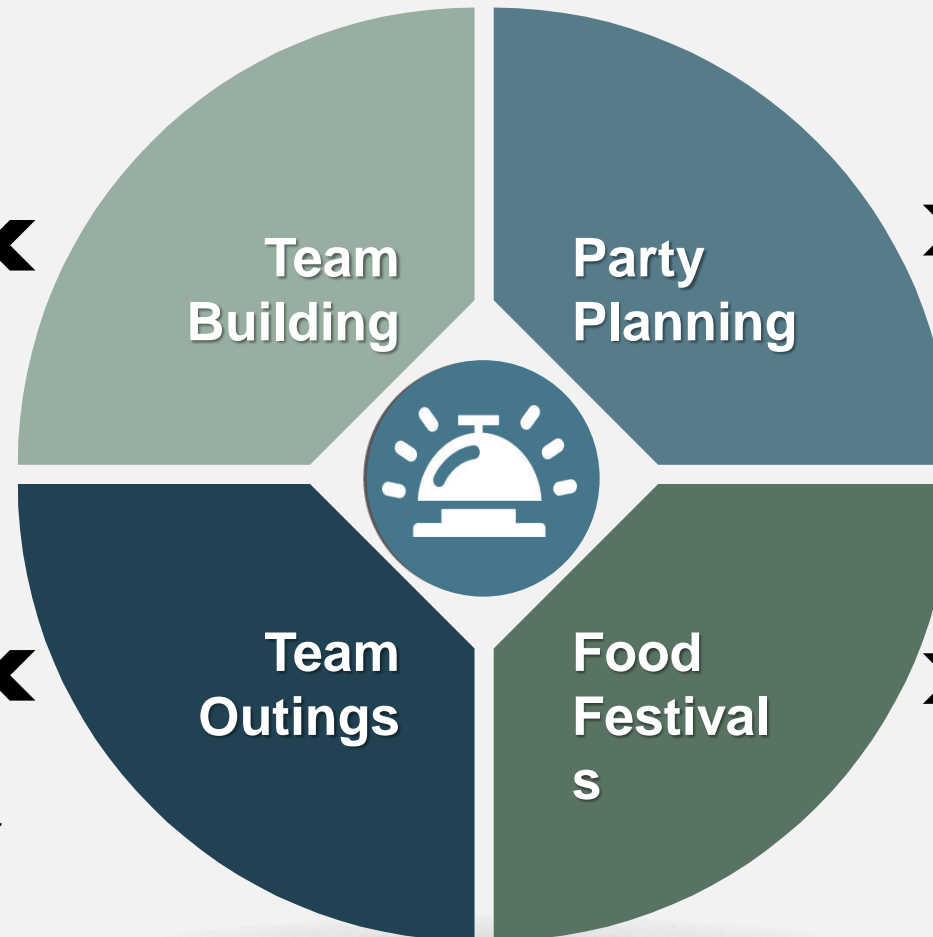 Team
Building
Party
Planning
Team
Outings
Food
Festival
s